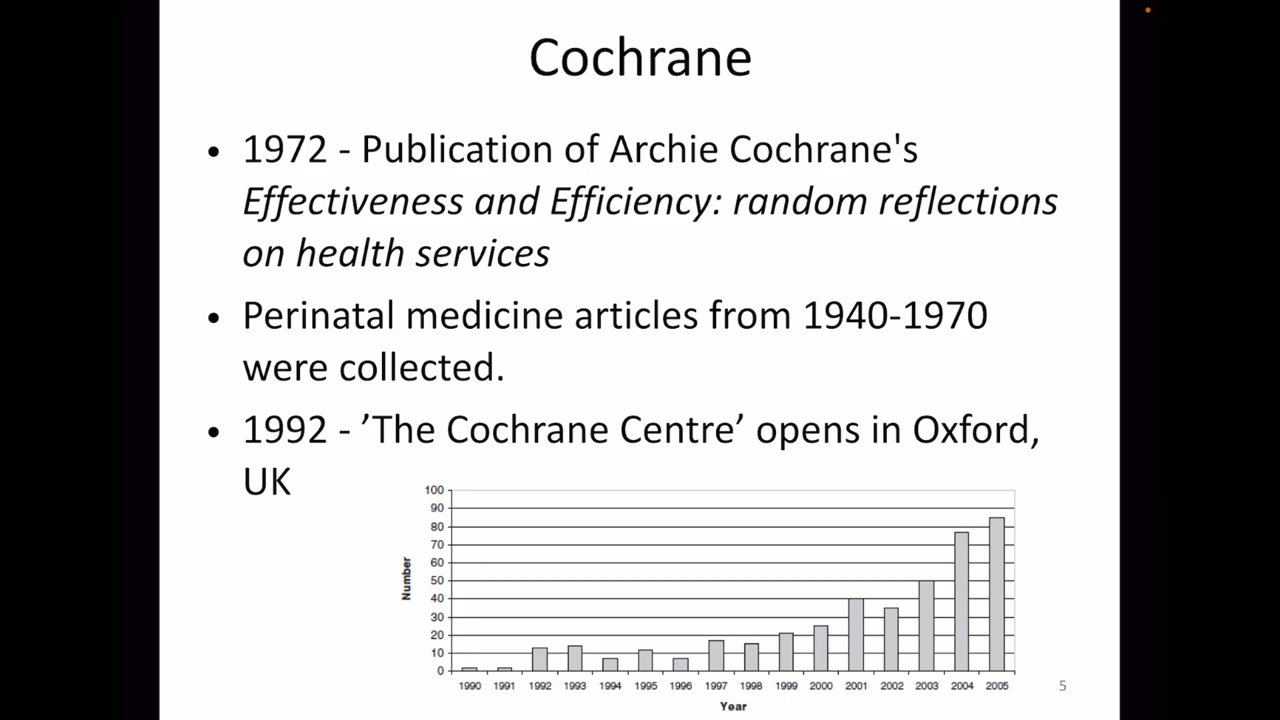 Cochrane
• 1972 - Publication of Archie Cochrane's
Effectiveness and Efficiency: random reflections
on health services
• Perinatal medicine articles from 1940-1970
were collected.
• 1992 - ’The Cochrane Centre’ opens in Oxford,
UK
100
90
80
70
60
50
40
30
20
10
0
Number
1990 1991 1992 1993 1994 1995 1996 1997 1998 1999 2000 2001 2002 2003 2004 2005
Year
5